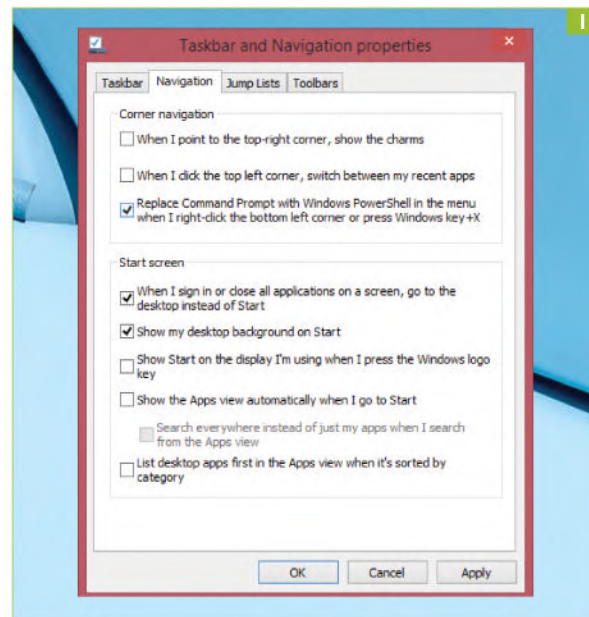 I
Taskbar and Navigation properties
Taskbar Navigation Jump Lists Toolbars
Corner navigation
When I point to the top-right corner, show the charms
When I click the top left corner, switch between my recent apps
Replace Command Prompt with Windows PowerShell in the menu
when I right-click the bottom left corner or press Windows key+X
Start screen
When I sign in or close all applications on a screen, go to the
desktop instead of Start
Show my desktop background on Start
Show Start on the display I'm using when I press the Windows logo
key
Show the Apps view automatically when I go to Start
Search everywhere instead of just my apps when I search
from the Apps view
List desktop apps first in the Apps view when it's sorted by
category
OK Cancel Apply